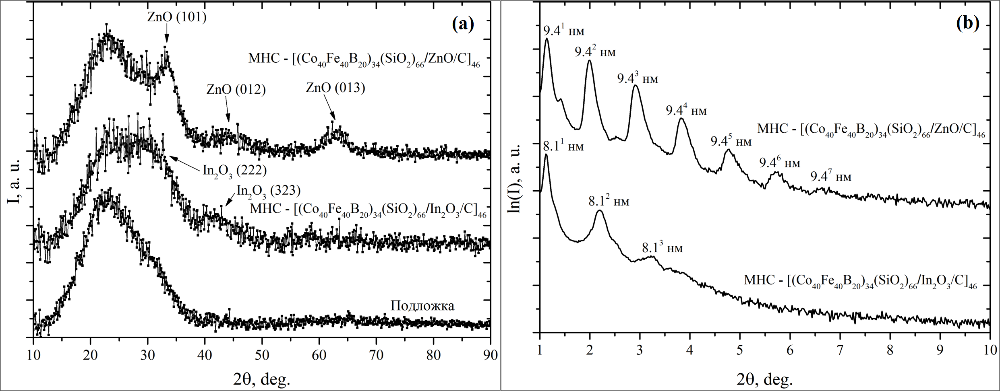 (a)
ZnO (101)
МНС - [(Co₄₀Fe₄₀B₂₀)₃₄(SiO₂)₆₆/ZnO/C]₄₆
ZnO (012)
ZnO (013)
In₂O₃ (222)
In₂O₃ (323)
МНС - [(Co₄₀Fe₄₀B₂₀)₃₄(SiO₂)₆₆/In₂O₃/C]₄₆
Подложка
I, a. u.
10 20 30 40 50 60 70 80 90
2θ, deg.
(b)
9.4¹ нм
9.4² нм
9.4³ нм
9.4⁴ нм
МНС - [(Co₄₀Fe₄₀B₂₀)₃₄(SiO₂)₆₆/ZnO/C]₄₆
9.4⁵ нм
8.1¹ нм
9.4⁶ нм
9.4⁷ нм
8.1² нм
8.1³ нм
МНС - [(Co₄₀Fe₄₀B₂₀)₃₄(SiO₂)₆₆/In₂O₃/C]₄₆
ln(I), a. u.
1 2 3 4 5 6 7 8 9 10
2θ, deg.